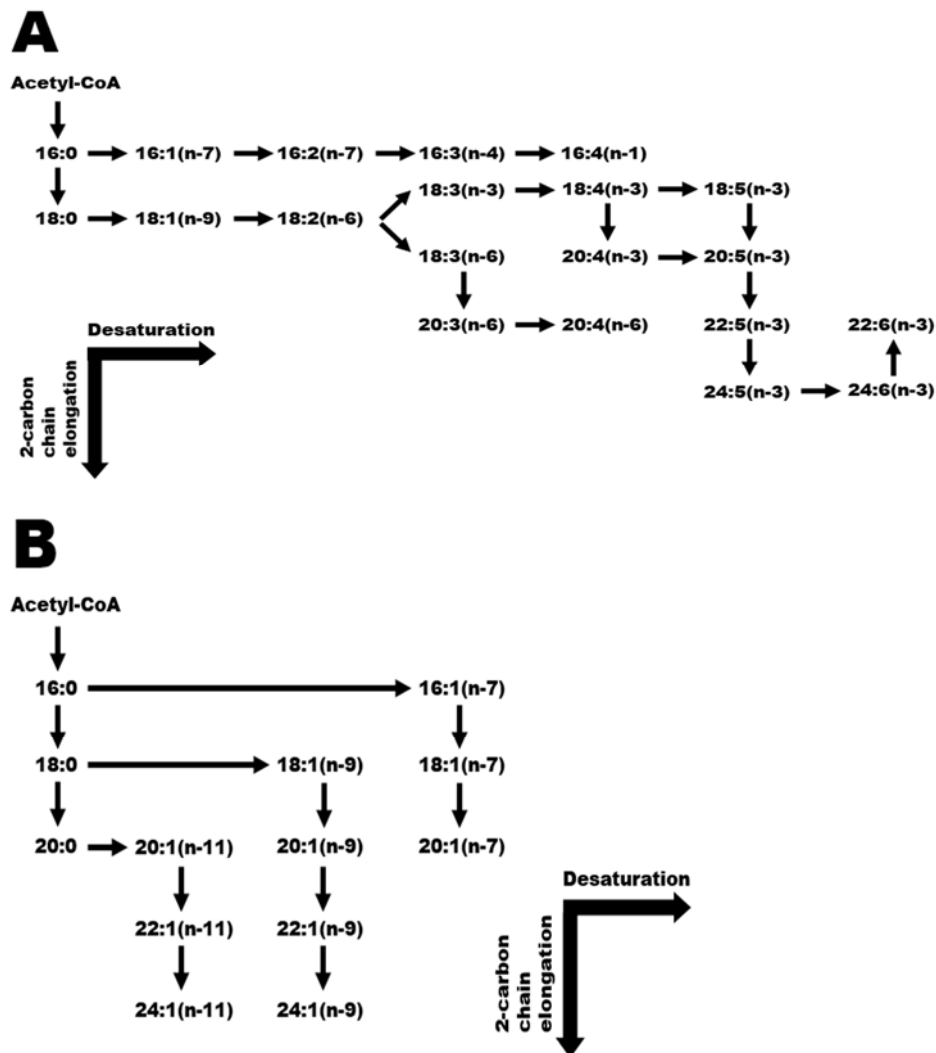 A
Acetyl-CoA
16:0 16:1(n-7) 16:2(n-7) 16:3(n-4) 16:4(n-1)
18:3(n-3) 18:4(n-3) 18:5(n-3)
18:0 18:1(n-9) 18:2(n-6)
18:3(n-6) 20:4(n-3) 20:5(n-3)
20:3(n-6) 20:4(n-6) 22:5(n-3) 22:6(n-3)
Desaturation
2-carbon
chain
elongation
24:5(n-3) 24:6(n-3)
B
Acetyl-CoA
16:0 16:1(n-7)
18:0 18:1(n-9) 18:1(n-7)
20:0 20:1(n-11) 20:1(n-9) 20:1(n-7)
Desaturation
22:1(n-11) 22:1(n-9)
2-carbon
chain
elongation
24:1(n-11) 24:1(n-9)